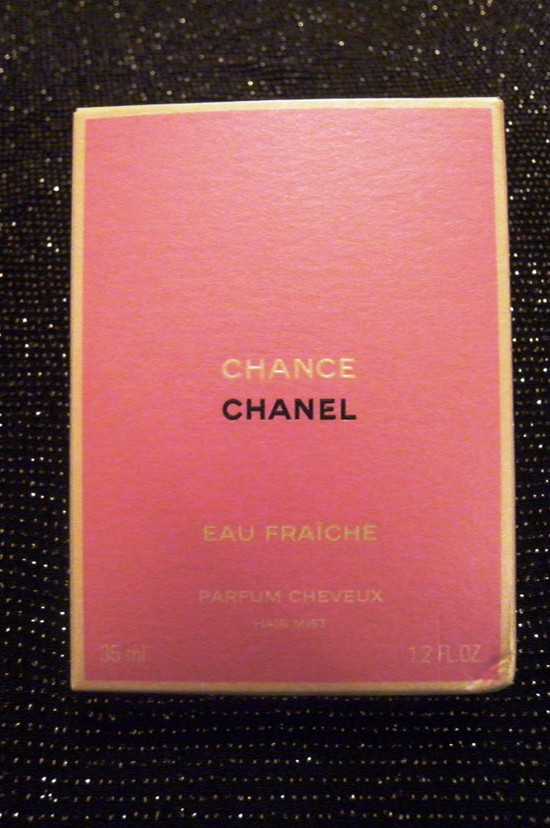 CHANCE
CHANEL
EAU FRAÎCHE
PARFUM CHEVEUX
HAIR MIST
35 ml 1.2 FL.OZ